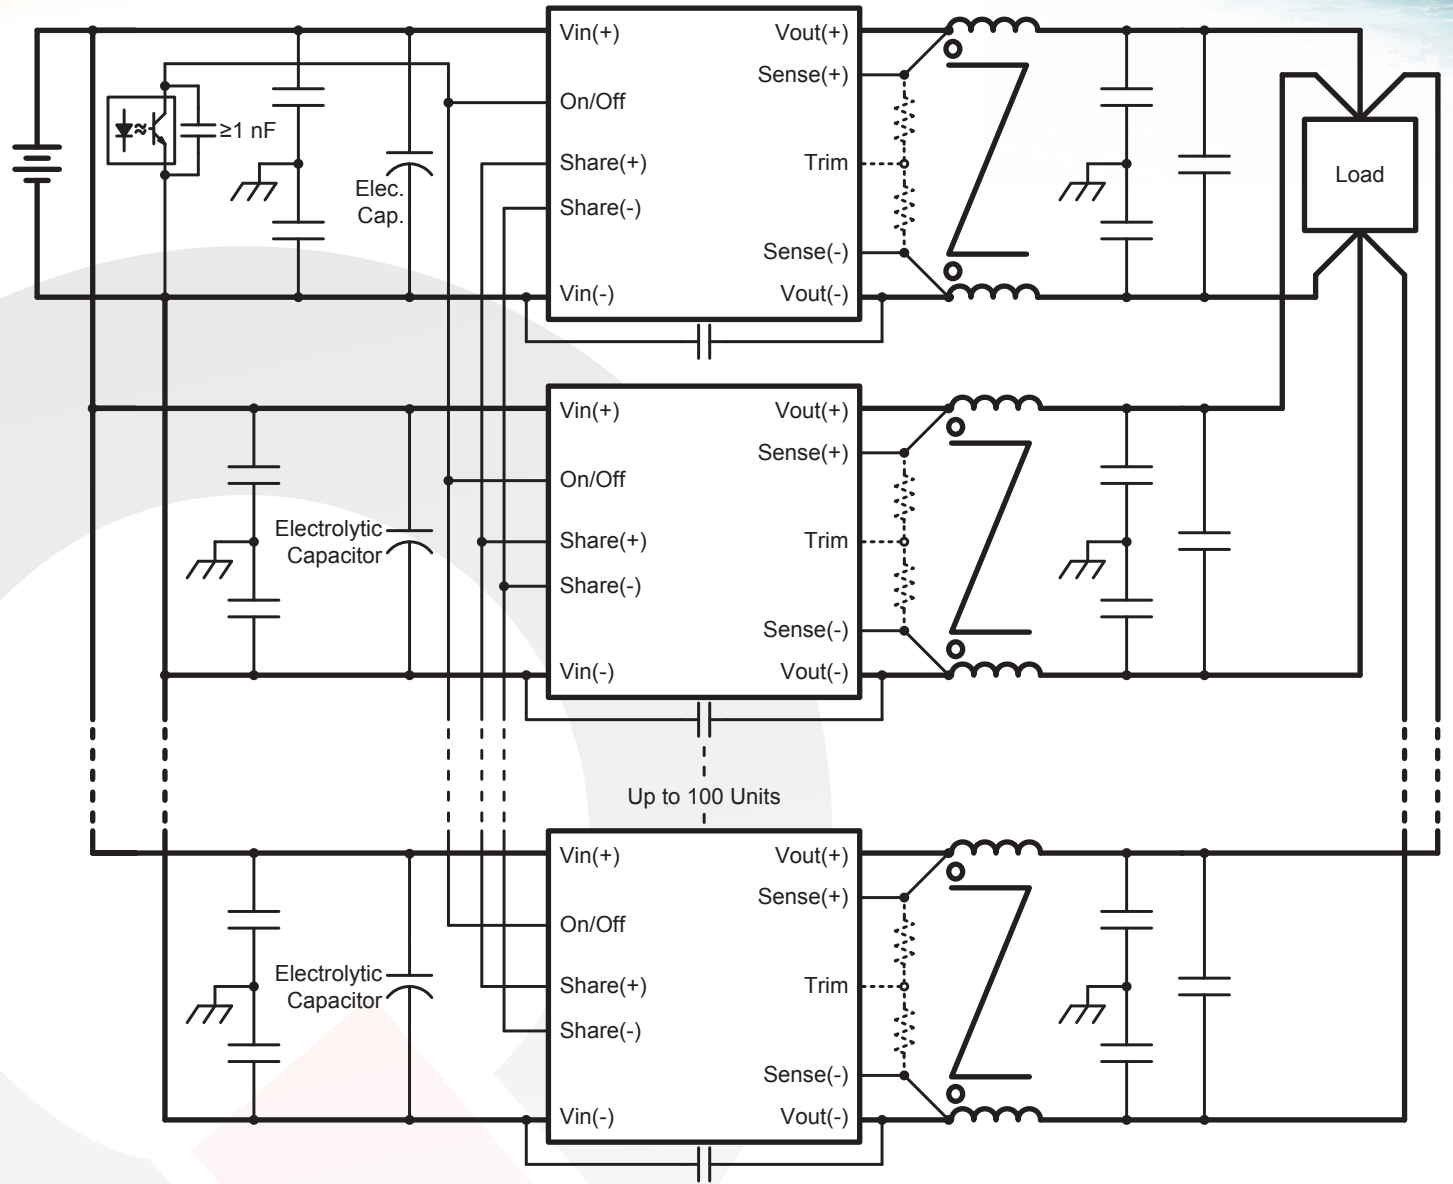 Vin(+)
Vout(+)
Sense(+)
On/Off
≥1 nF
Share(+)
Trim
Load
Elec.
Cap.
Share(-)
Sense(-)
Vin(-)
Vout(-)
Vin(+)
Vout(+)
Sense(+)
On/Off
Electrolytic
Capacitor
Share(+)
Trim
Share(-)
Sense(-)
Vin(-)
Vout(-)
Up to 100 Units
Vin(+)
Vout(+)
Sense(+)
On/Off
Electrolytic
Capacitor
Share(+)
Trim
Share(-)
Sense(-)
Vin(-)
Vout(-)